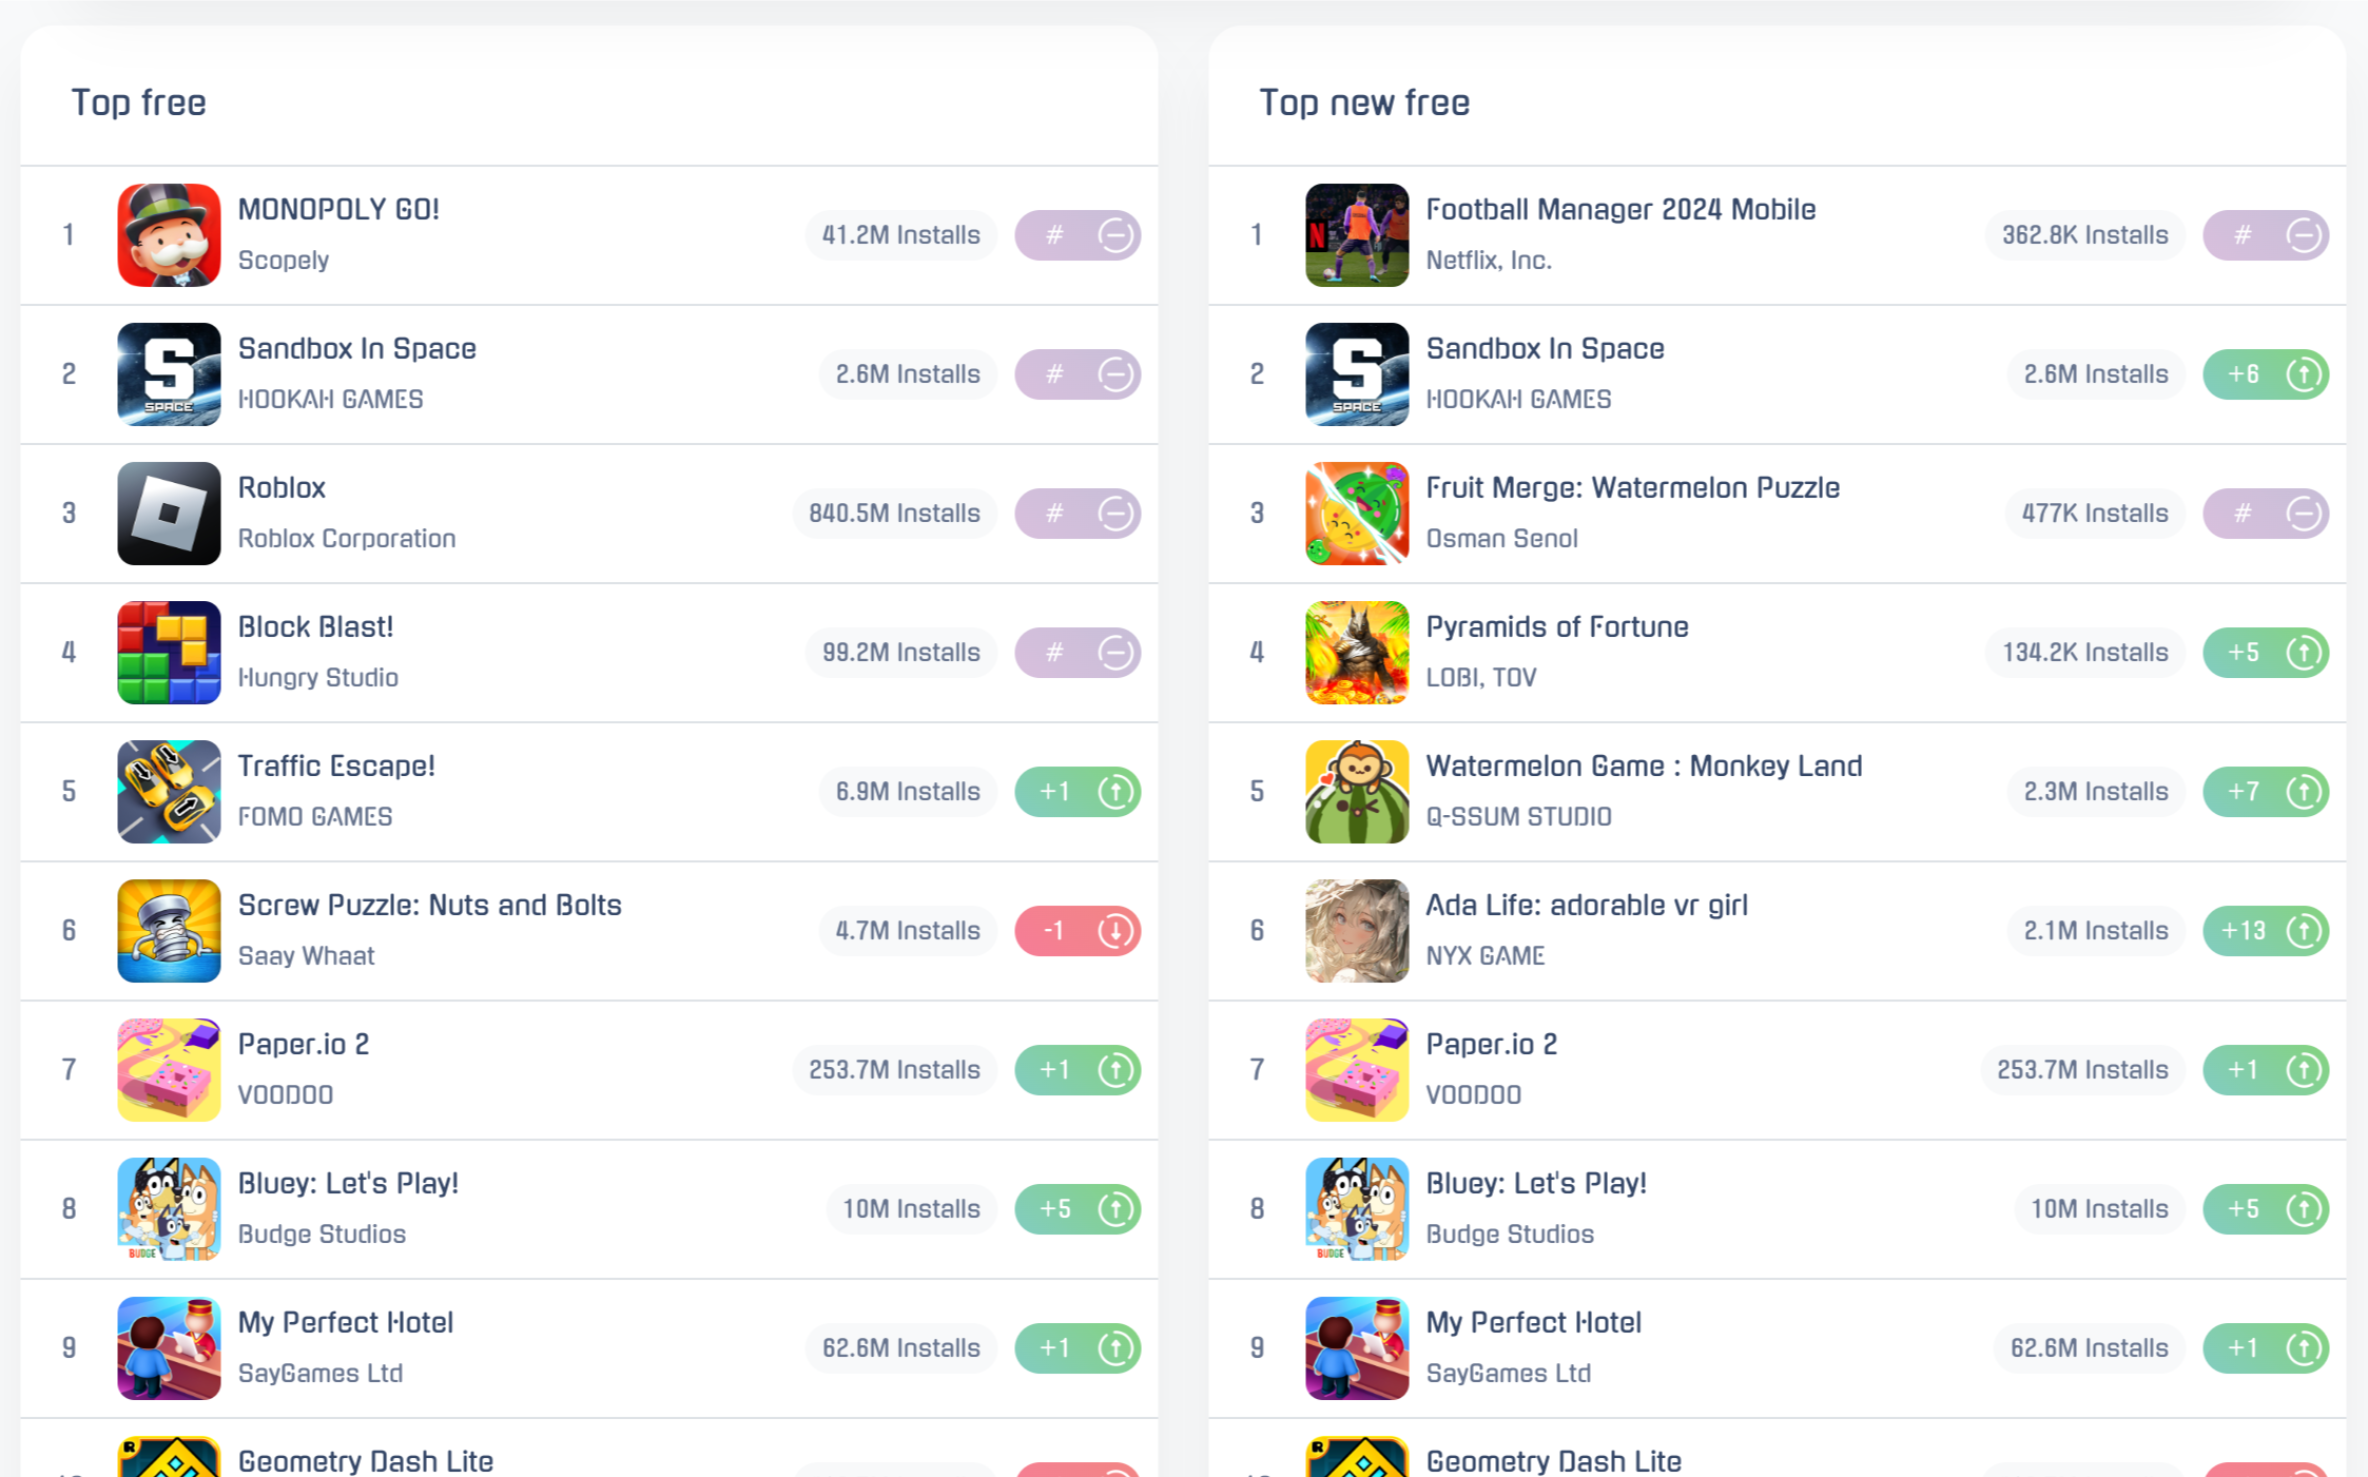 Top free
1
MONOPOLY GO!
Scopely
41.2M Installs
#
2
SPACE
Sandbox In Space
HOOKAH GAMES
2.6M Installs
#
3
Roblox
Roblox Corporation
840.5M Installs
#
4
Block Blast!
Hungry Studio
99.2M Installs
#
5
Traffic Escape!
FOMO GAMES
6.9M Installs
+1
6
Screw Puzzle: Nuts and Bolts
Saay Whaat
4.7M Installs
-1
7
Paper.io 2
VOODOO
253.7M Installs
+1
8
BUDGE
Bluey: Let's Play!
Budge Studios
10M Installs
+5
9
My Perfect Hotel
SayGames Ltd
62.6M Installs
+1
R
Geometry Dash Lite
Top new free
1
N
Football Manager 2024 Mobile
Netflix, Inc.
362.8K Installs
#
2
SPACE
Sandbox In Space
HOOKAH GAMES
2.6M Installs
+6
3
Fruit Merge: Watermelon Puzzle
Osman Senol
477K Installs
#
4
Pyramids of Fortune
LOBI, TOV
134.2K Installs
+5
5
Watermelon Game : Monkey Land
Q-SSUM STUDIO
2.3M Installs
+7
6
Ada Life: adorable vr girl
NYX GAME
2.1M Installs
+13
7
Paper.io 2
VOODOO
253.7M Installs
+1
8
BUDGE
Bluey: Let's Play!
Budge Studios
10M Installs
+5
9
My Perfect Hotel
SayGames Ltd
62.6M Installs
+1
R
Geometry Dash Lite